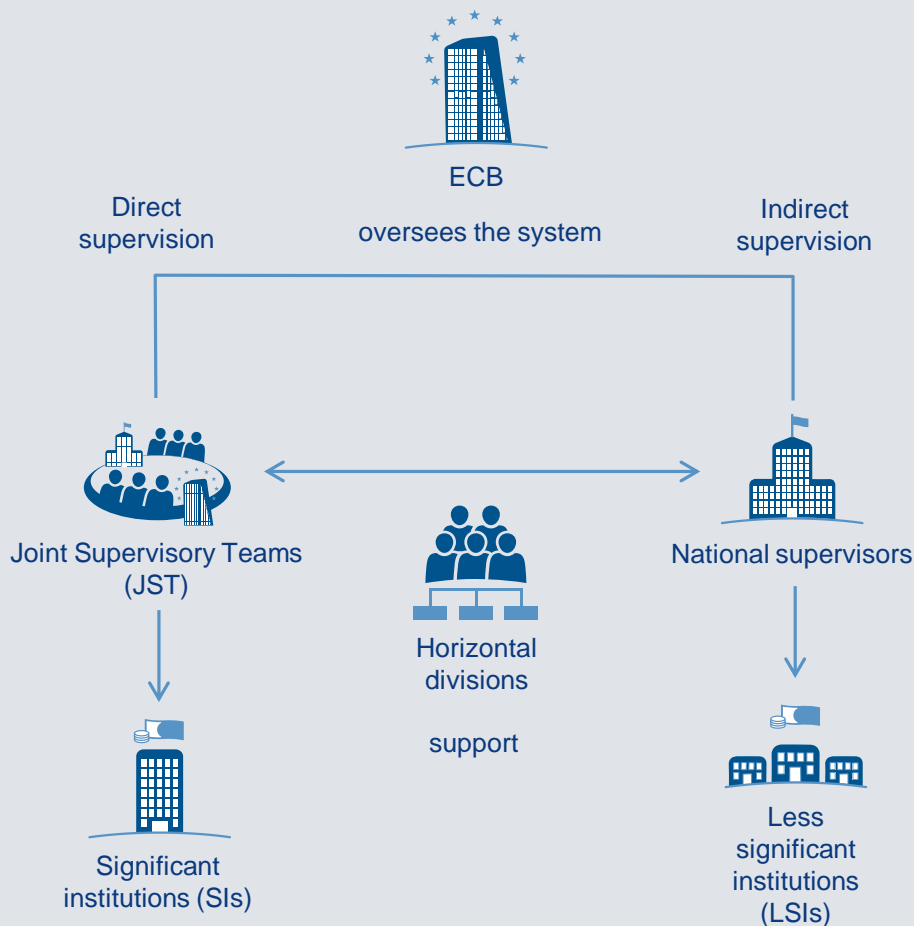 ECB
oversees the system
Direct
supervision
Indirect
supervision
Joint Supervisory Teams
(JST)
National supervisors
Horizontal
divisions
support
Significant
institutions (SIs)
Less
significant
institutions
(LSIs)